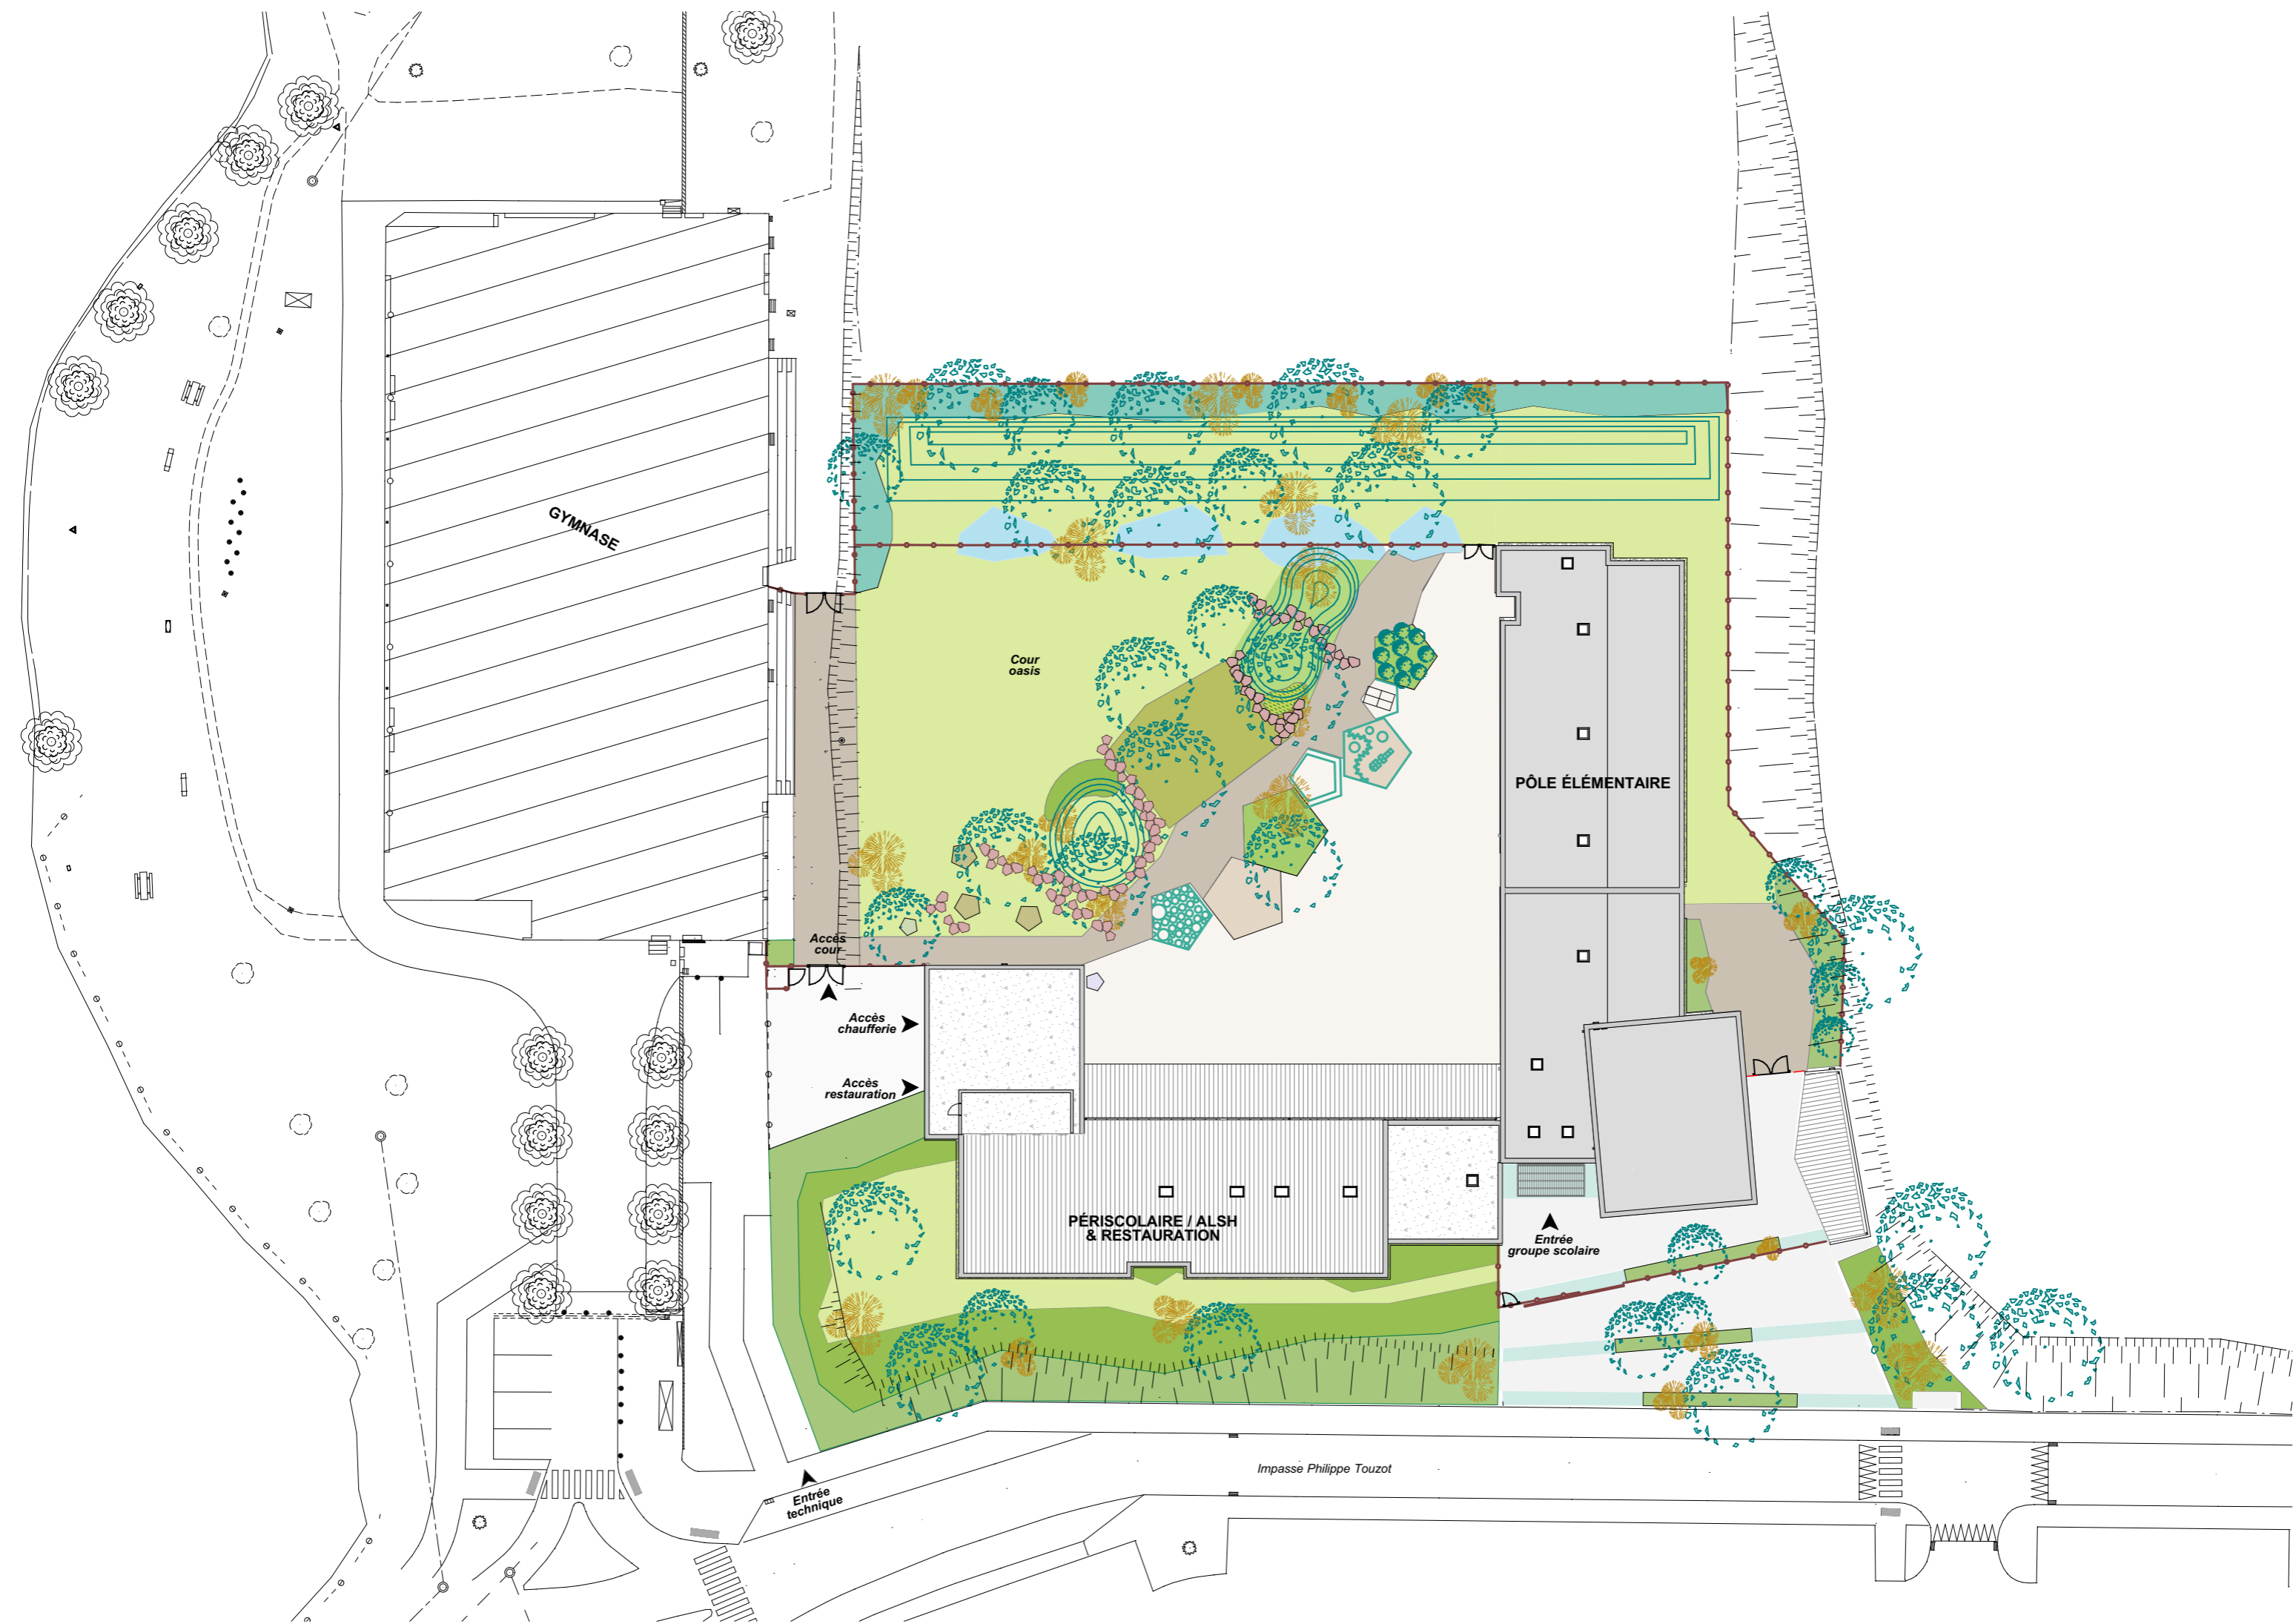 GYMNASE
Cour
oasis
PÔLE ÉLÉMENTAIRE
Accès
cour
Accès
chaufferie
Accès
restauration
PÉRISCOLAIRE / ALSH
& RESTAURATION
Entrée
groupe scolaire
Impasse Philippe Touzot
Entrée
technique